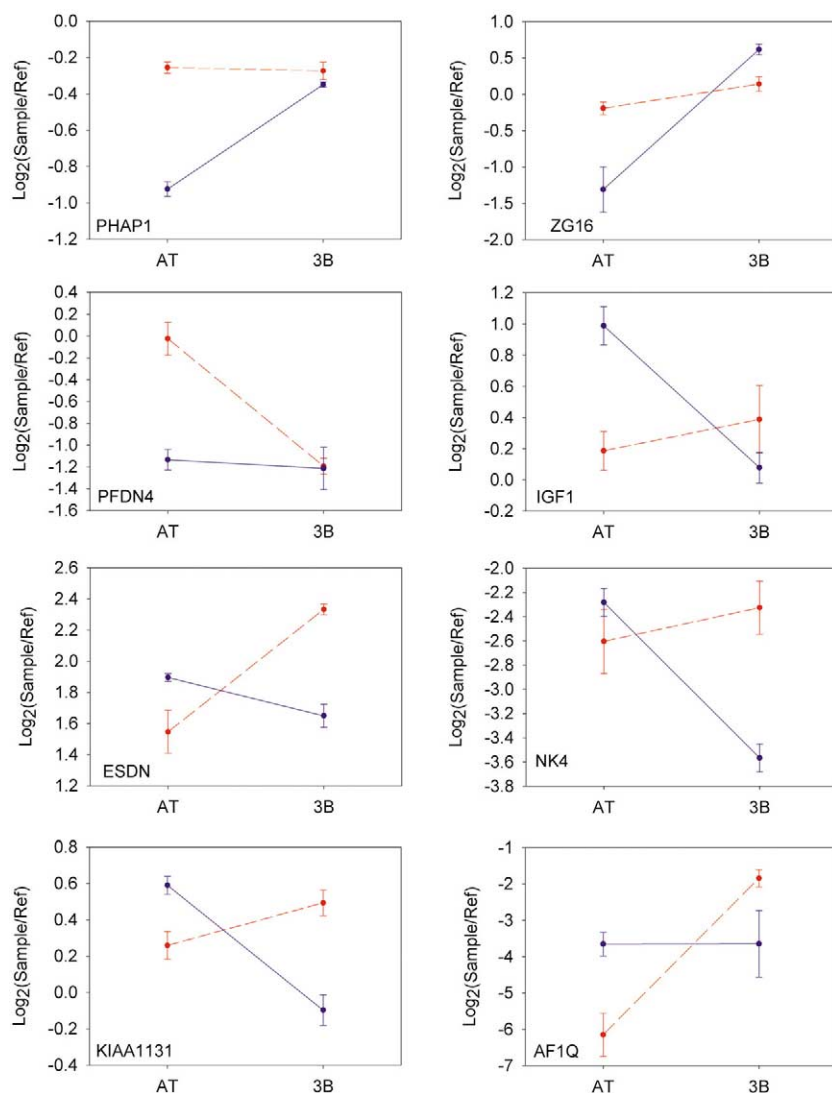 0.0
-0.2
-0.4
-0.6
-0.8
-1.0
-1.2
Log2(Sample/Ref)
PHAP1
AT 3B
1.0
0.5
0.0
-0.5
-1.0
-1.5
-2.0
Log2(Sample/Ref)
ZG16
AT 3B
0.4
0.2
0.0
-0.2
-0.4
-0.6
-0.8
-1.0
-1.2
-1.4
-1.6
Log2(Sample/Ref)
PFDN4
AT 3B
1.2
1.0
0.8
0.6
0.4
0.2
0.0
-0.2
Log2(Sample/Ref)
IGF1
AT 3B
2.6
2.4
2.2
2.0
1.8
1.6
1.4
1.2
Log2(Sample/Ref)
ESDN
AT 3B
-2.0
-2.2
-2.4
-2.6
-2.8
-3.0
-3.2
-3.4
-3.6
-3.8
Log2(Sample/Ref)
NK4
AT 3B
0.8
0.6
0.4
0.2
0.0
-0.2
-0.4
Log2(Sample/Ref)
KIAA1131
AT 3B
-1
-2
-3
-4
-5
-6
-7
Log2(Sample/Ref)
AF1Q
AT 3B